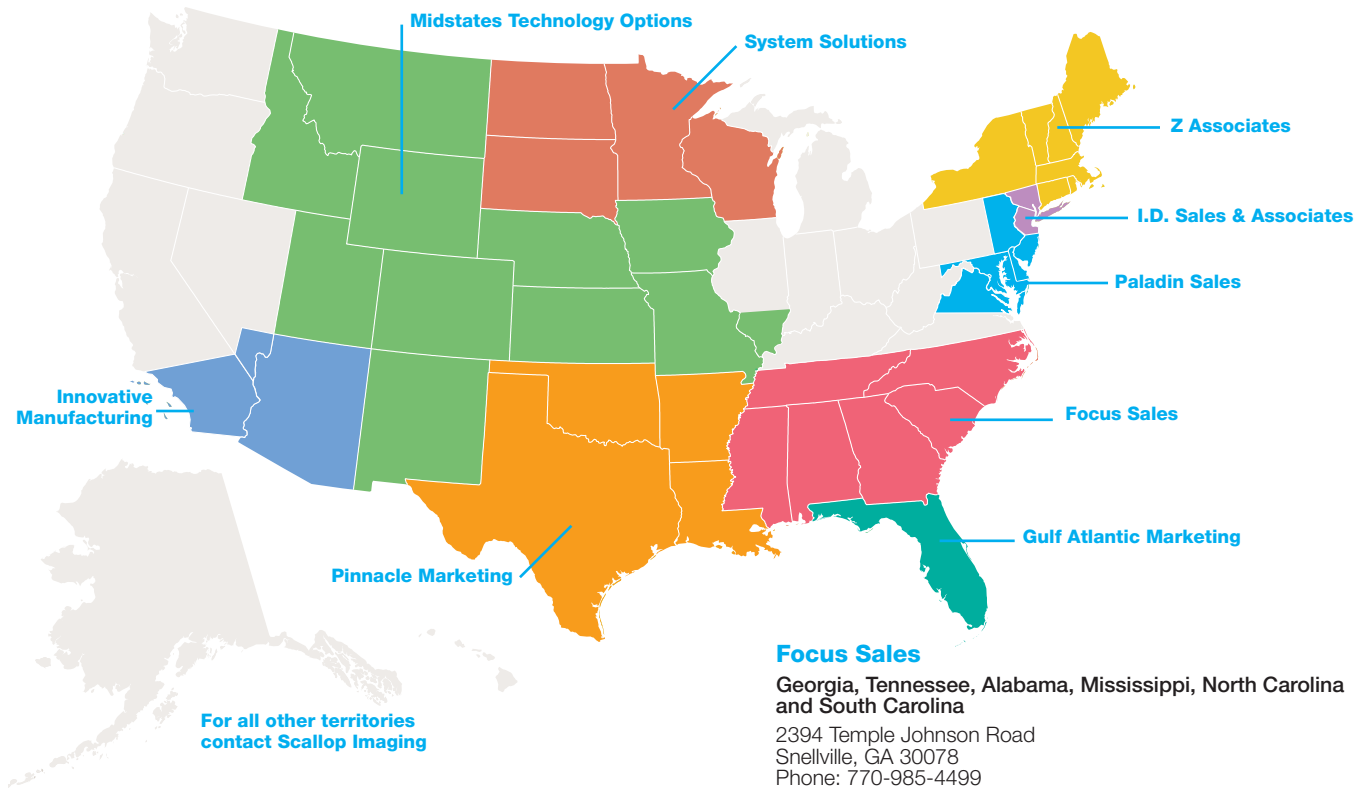 Midstates Technology Options
System Solutions
Z Associates
I.D. Sales & Associates
Paladin Sales
Innovative
Manufacturing
Focus Sales
Gulf Atlantic Marketing
Pinnacle Marketing
For all other territories
contact Scallop Imaging
Focus Sales
Georgia, Tennessee, Alabama, Mississippi, North Carolina
and South Carolina
2394 Temple Johnson Road
Snellville, GA 30078
Phone: 770-985-4499